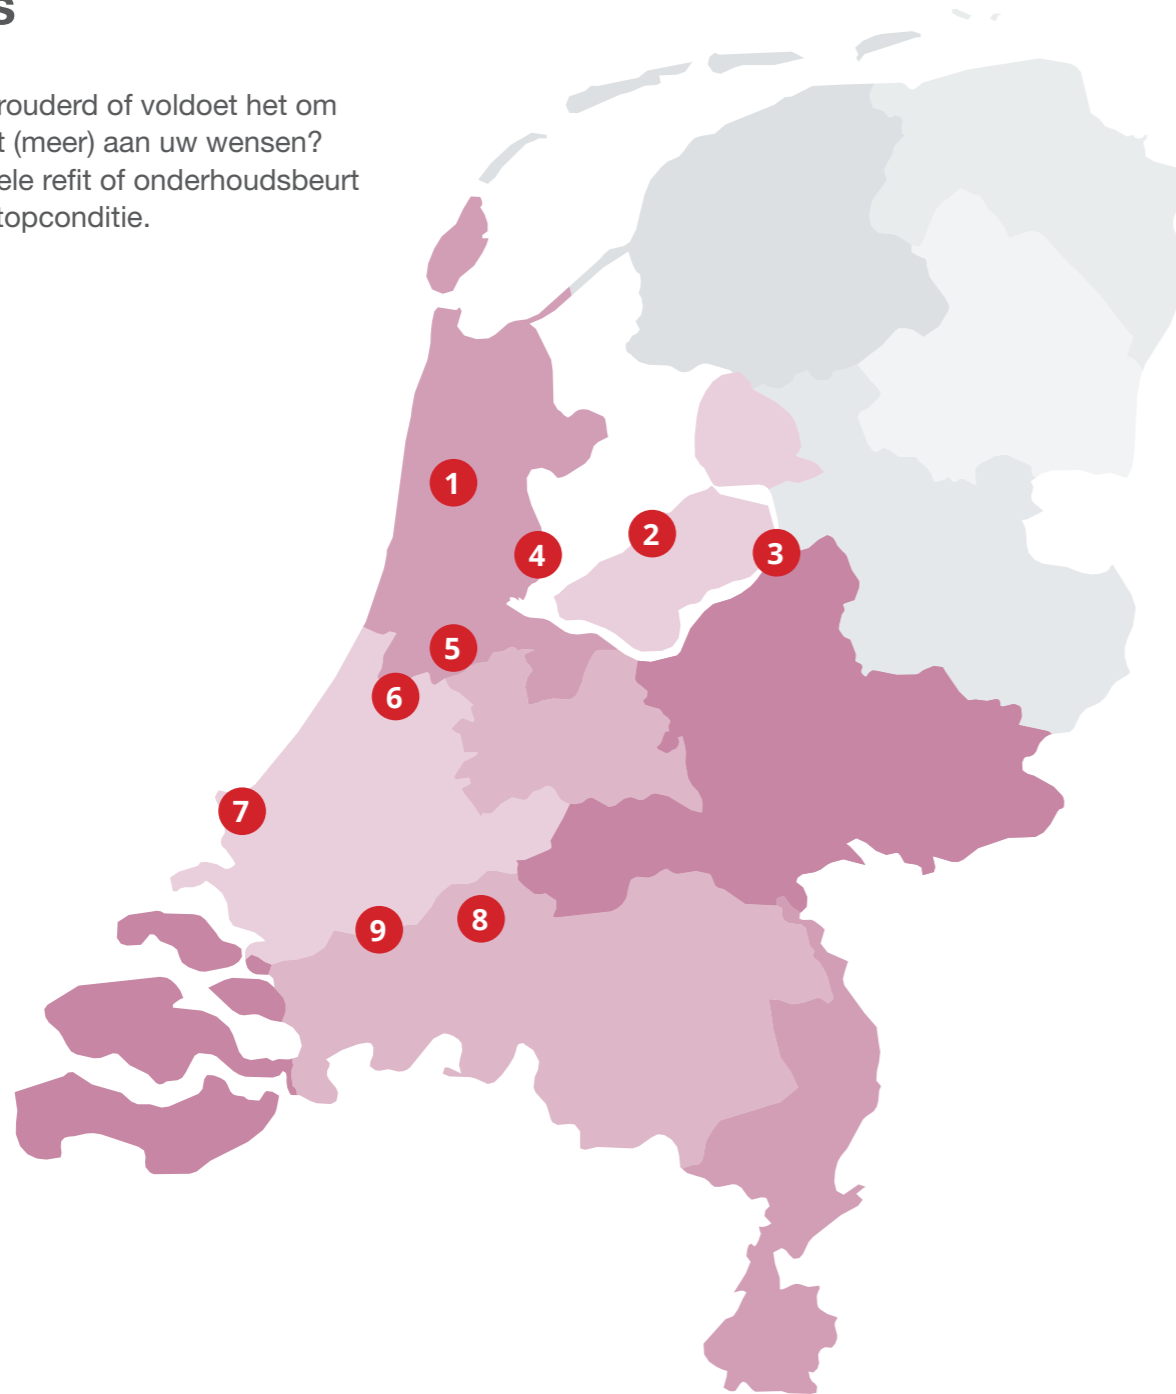 s
rouderd of voldoet het om
t (meer) aan uw wensen?
ele refit of onderhoudsbeurt
topconditie.
1
2
3
4
5
6
7
8
9